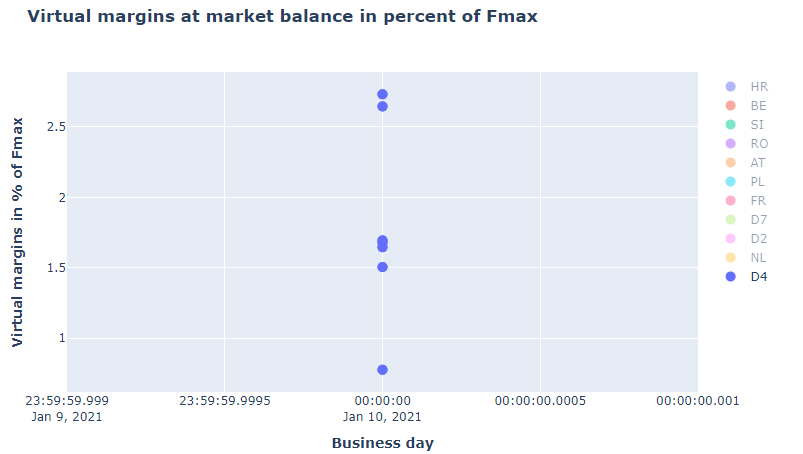 Virtual margins at market balance in percent of Fmax
Virtual margins in % of Fmax
2.5
2
1.5
1
23:59:59.999
Jan 9, 2021
23:59:59.9995
00:00:00
Jan 10, 2021
00:00:00.0005
00:00:00.001
Business day
HR
BE
SI
RO
AT
PL
FR
D7
D2
NL
D4